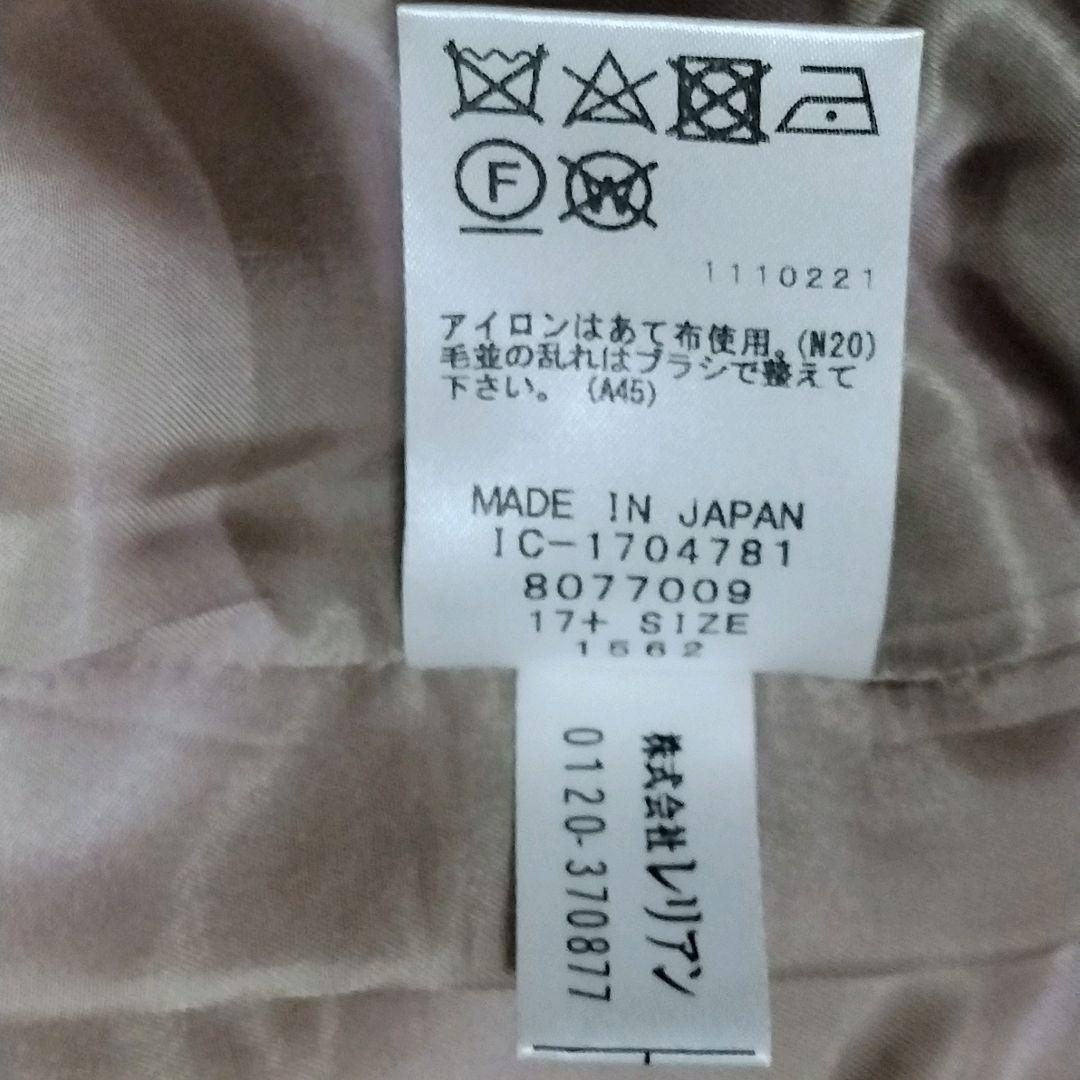 F
W
1110221
アイロンはあて布使用。(N20)
毛並の乱れはブラシで整えて
下さい。 (A45)
MADE IN JAPAN
IC-1704781
8077009
17+ SIZE
1562
株式会社レリアン
0120-370877